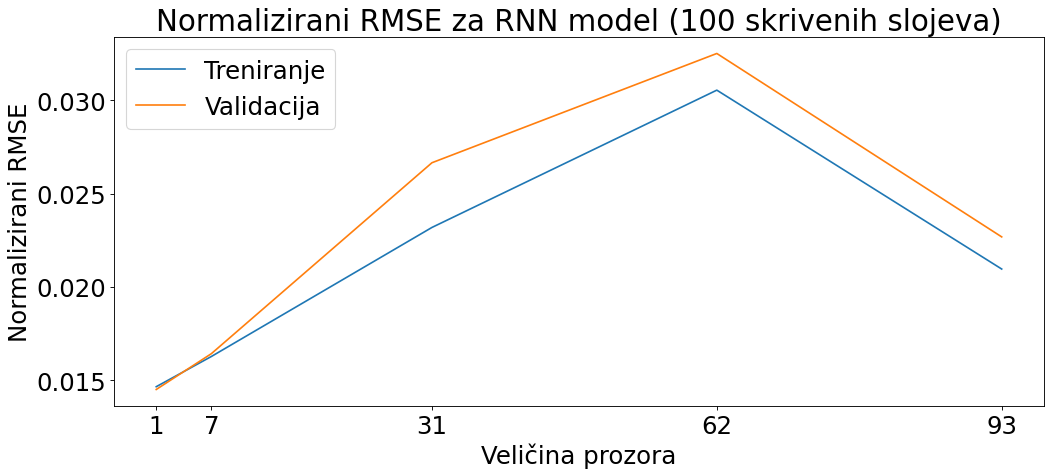 Normalizirani RMSE za RNN model (100 skrivenih slojeva)
Treniranje
Validacija
Normalizirani RMSE
0.030
0.025
0.020
0.015
1 7 31 62 93
Veličina prozora